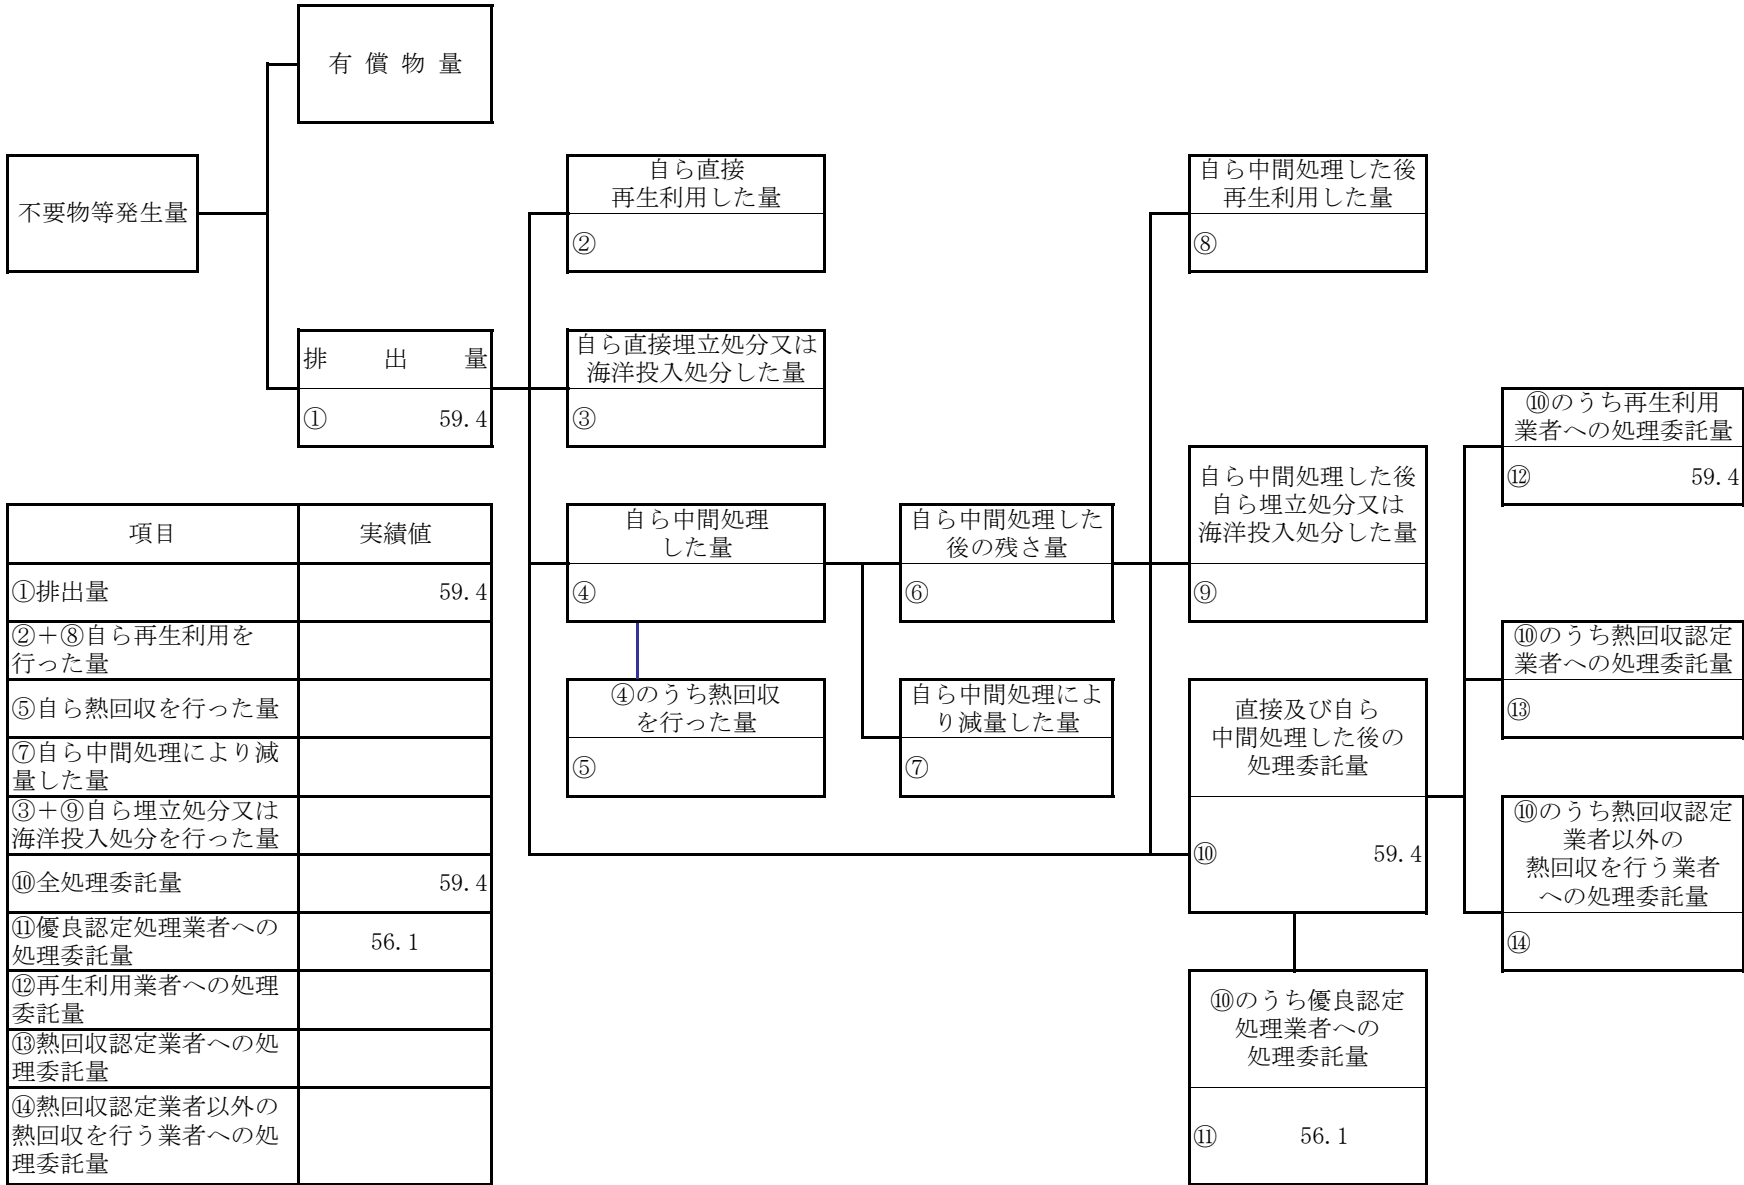 有 償 物 量
不要物等発生量
自ら直接
再生利用した量
②
自ら中間処理した後
再生利用した量
⑧
排 出 量
① 59.4
自ら直接埋立処分又は
海洋投入処分した量
③
⑩のうち再生利用
業者への処理委託量
⑫ 59.4
自ら中間処理
した量
④
自ら中間処理した
後の残さ量
⑥
自ら中間処理した後
自ら埋立処分又は
海洋投入処分した量
⑨
⑩のうち熱回収認定
業者への処理委託量
⑬
④のうち熱回収
を行った量
⑤
自ら中間処理によ
り減量した量
⑦
直接及び自ら
中間処理した後の
処理委託量
⑩ 59.4
⑩のうち熱回収認定
業者以外の
熱回収を行う業者
への処理委託量
⑭
⑩のうち優良認定
処理業者への
処理委託量
⑪ 56.1
項目 実績値
①排出量 59.4
②＋⑧自ら再生利用を
行った量
⑤自ら熱回収を行った量
⑦自ら中間処理により減
量した量
③＋⑨自ら埋立処分又は
海洋投入処分を行った量
⑩全処理委託量 59.4
⑪優良認定処理業者への
処理委託量 56.1
⑫再生利用業者への処理
委託量
⑬熱回収認定業者への処
理委託量
⑭熱回収認定業者以外の
熱回収を行う業者への処
理委託量